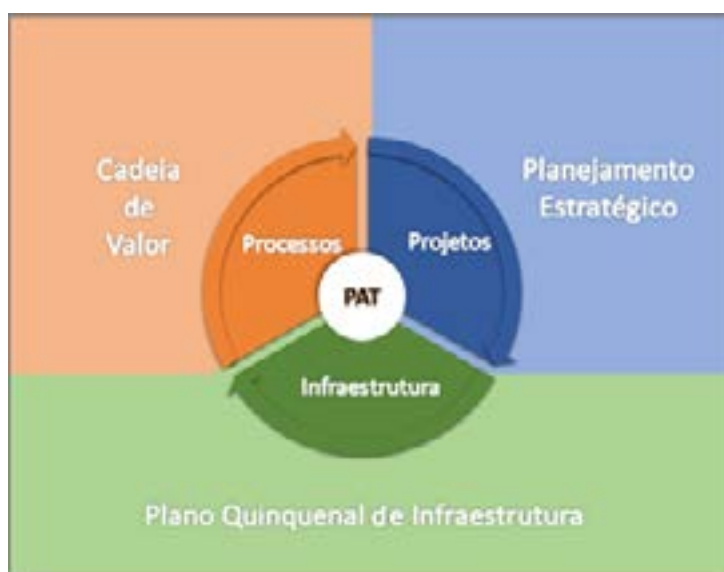 Cadeia
de
Valor
Planejamento
Estratégico
Processos
Projetos
PAT
Infraestrutura
Plano Quinquenal de Infraestrutura